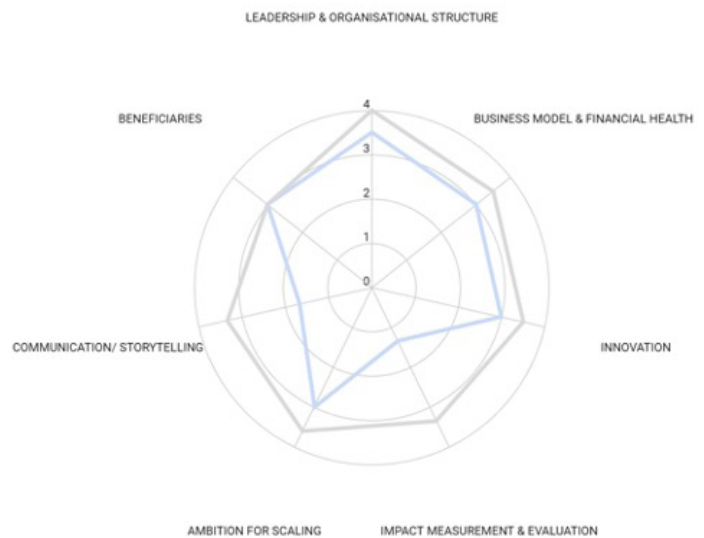 LEADERSHIP & ORGANISATIONAL STRUCTURE
BENEFICIARIES
BUSINESS MODEL & FINANCIAL HEALTH
4
3
2
1
0
COMMUNICATION/ STORYTELLING
INNOVATION
AMBITION FOR SCALING
IMPACT MEASUREMENT & EVALUATION